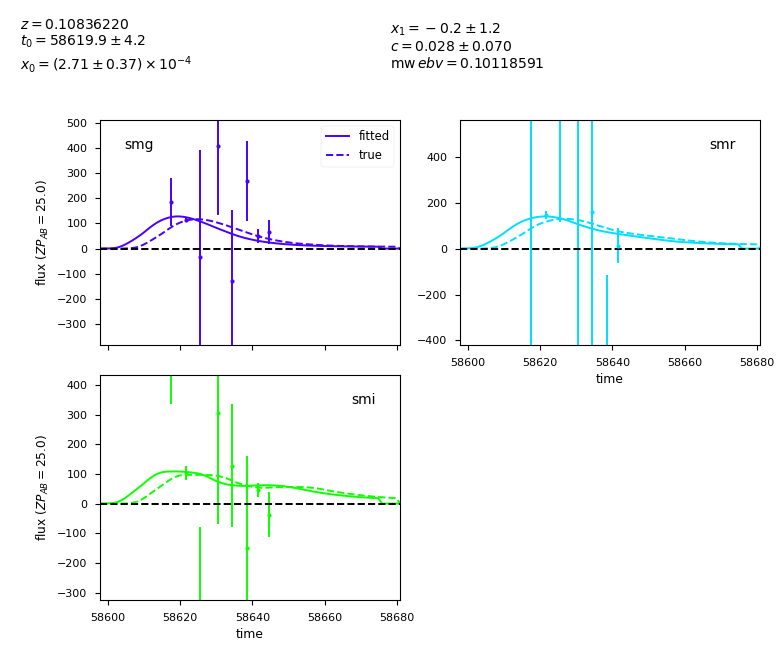 z = 0.10836220
t₀ = 58619.9 ± 4.2
x₀ = (2.71 ± 0.37) × 10⁻⁴
x₁ = −0.2 ± 1.2
c = 0.028 ± 0.070
mw ebv = 0.10118591
smg
fitted
true
500
400
300
200
100
0
−100
−200
−300
flux (ZP_AB = 25.0)
smr
400
200
0
−200
−400
58600 58620 58640 58660 58680
time
smi
400
300
200
100
0
−100
−200
−300
flux (ZP_AB = 25.0)
58600 58620 58640 58660 58680
time